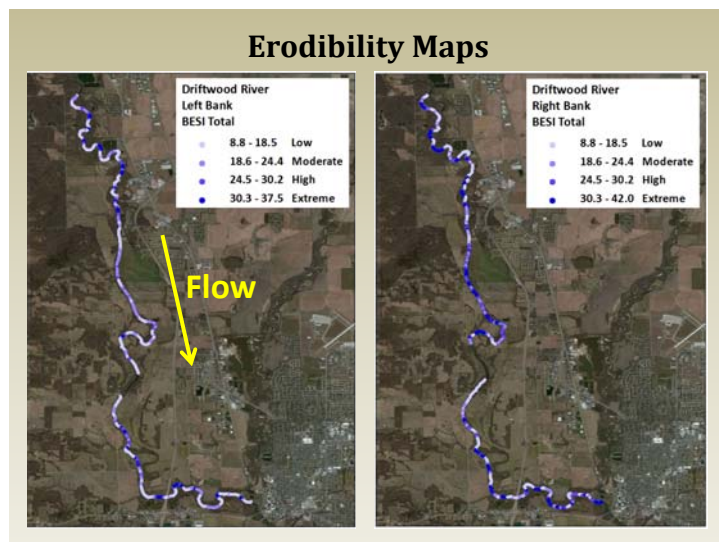 Erodibility Maps
Driftwood River
Left Bank
BESI Total
8.8 - 18.5 Low
18.6 - 24.4 Moderate
24.5 - 30.2 High
30.3 - 37.5 Extreme
Flow
Driftwood River
Right Bank
BESI Total
8.8 - 18.5 Low
18.6 - 24.4 Moderate
24.5 - 30.2 High
30.3 - 42.0 Extreme